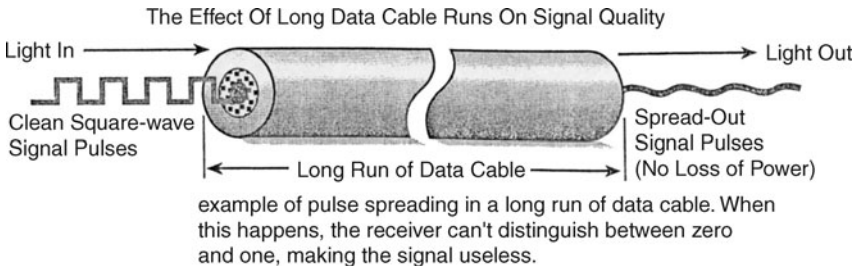 The Effect Of Long Data Cable Runs On Signal Quality
Light In
Light Out
Clean Square-wave
Signal Pulses
Spread-Out
Signal Pulses
(No Loss of Power)
Long Run of Data Cable
example of pulse spreading in a long run of data cable. When
this happens, the receiver can't distinguish between zero
and one, making the signal useless.